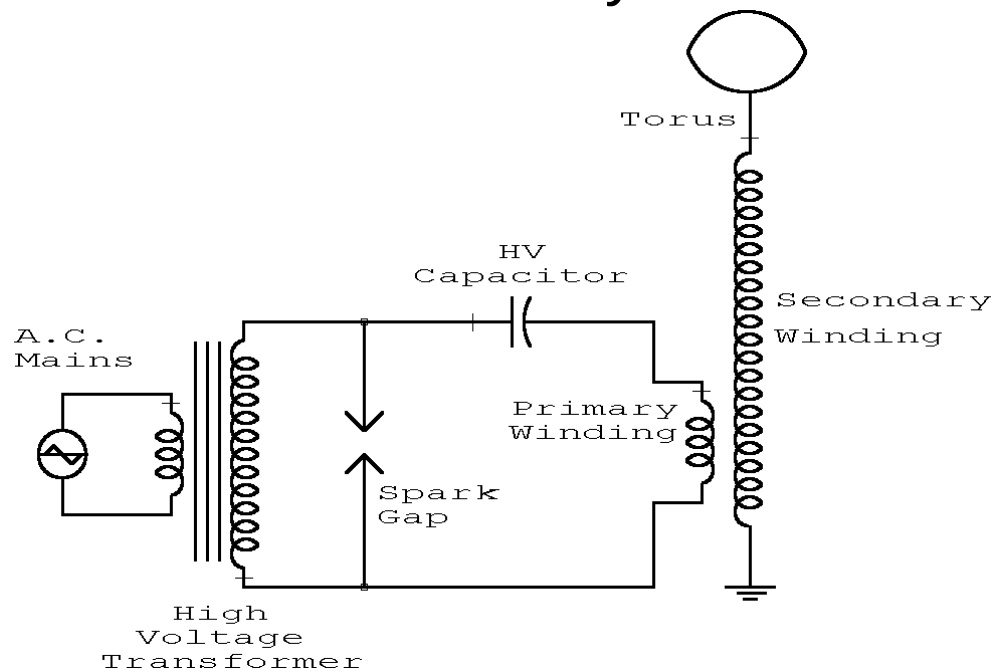 Torus
HV
Capacitor
Secondary
Winding
A.C.
Mains
Primary
Winding
Spark
Gap
High
Voltage
Transformer